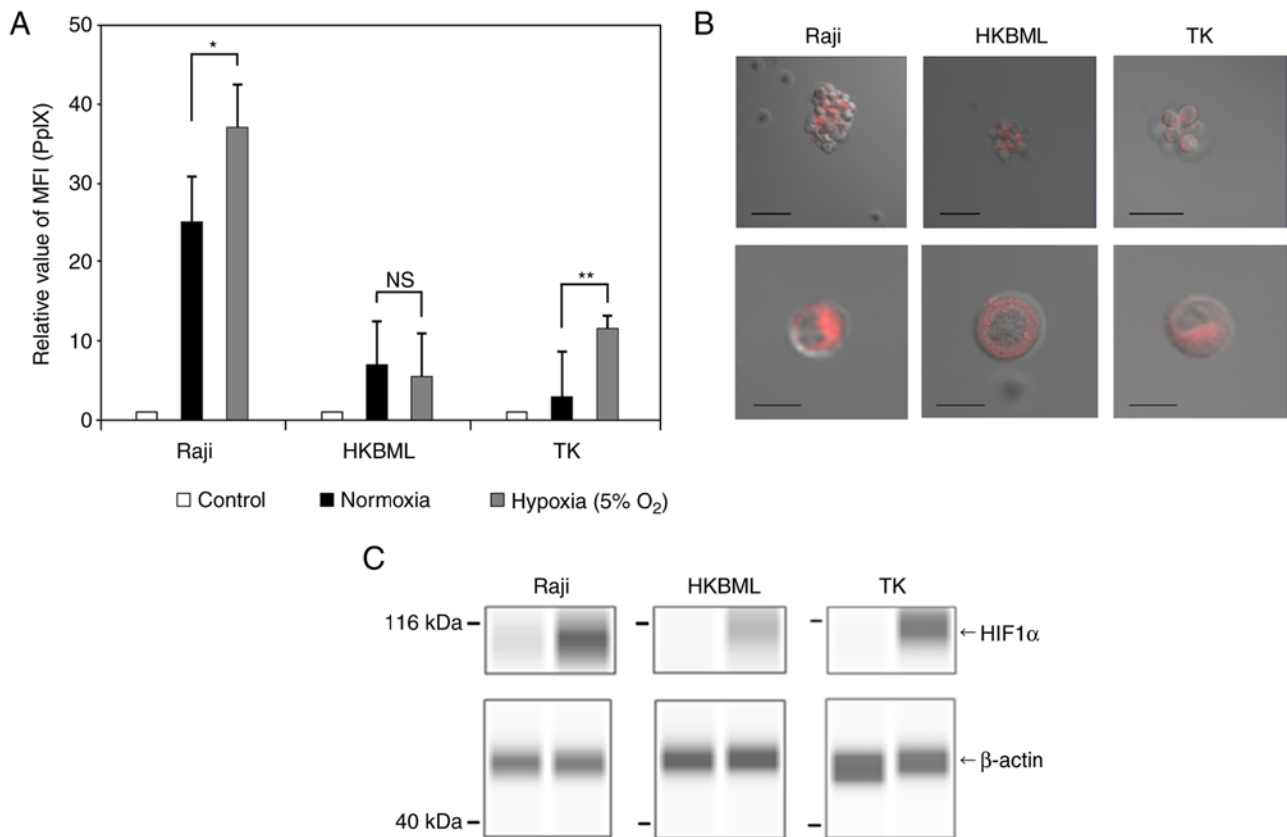 A
Relative value of MFI (PpIX)
50
40
30
20
10
0
*
NS
**
Raji HKBML TK
Control Normoxia Hypoxia (5% O₂)
B
Raji HKBML TK
C
Raji HKBML TK
116 kDa
←HIF1α
←β-actin
40 kDa